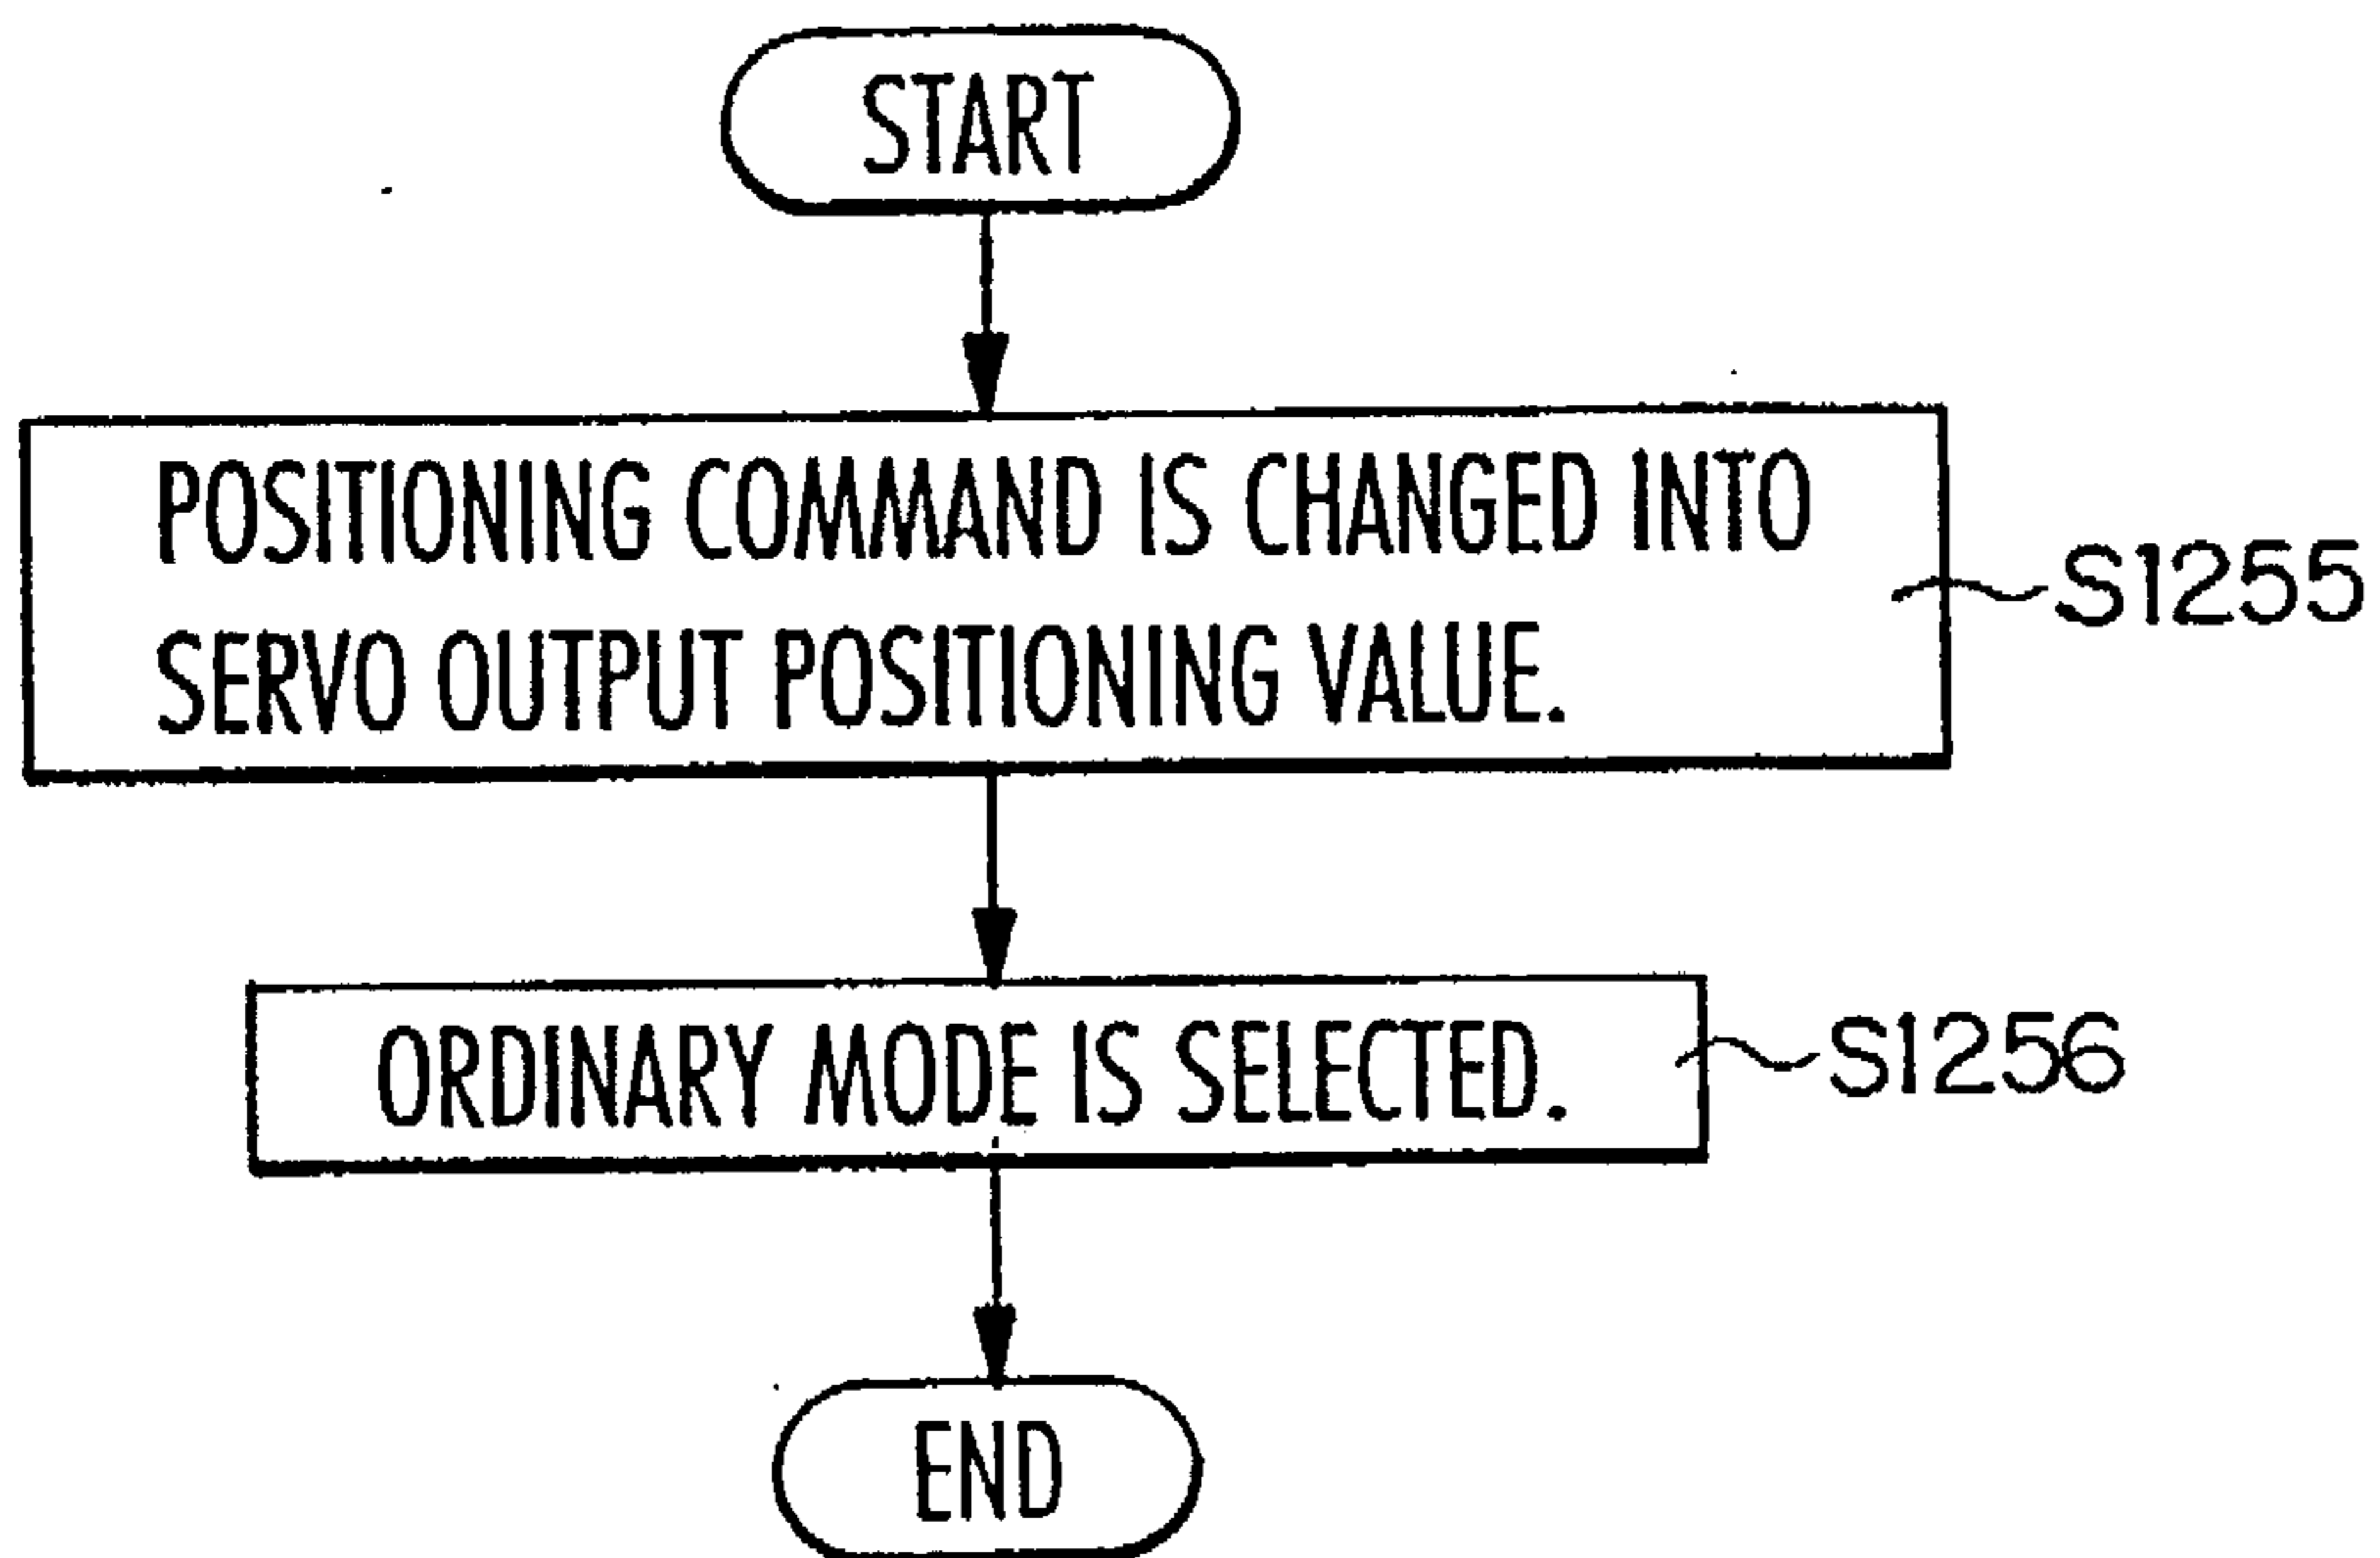 START
POSITIONING COMMAND IS CHANGED INTO
SERVO OUTPUT POSITIONING VALUE.
S1255
ORDINARY MODE IS SELECTED.
S1256
END